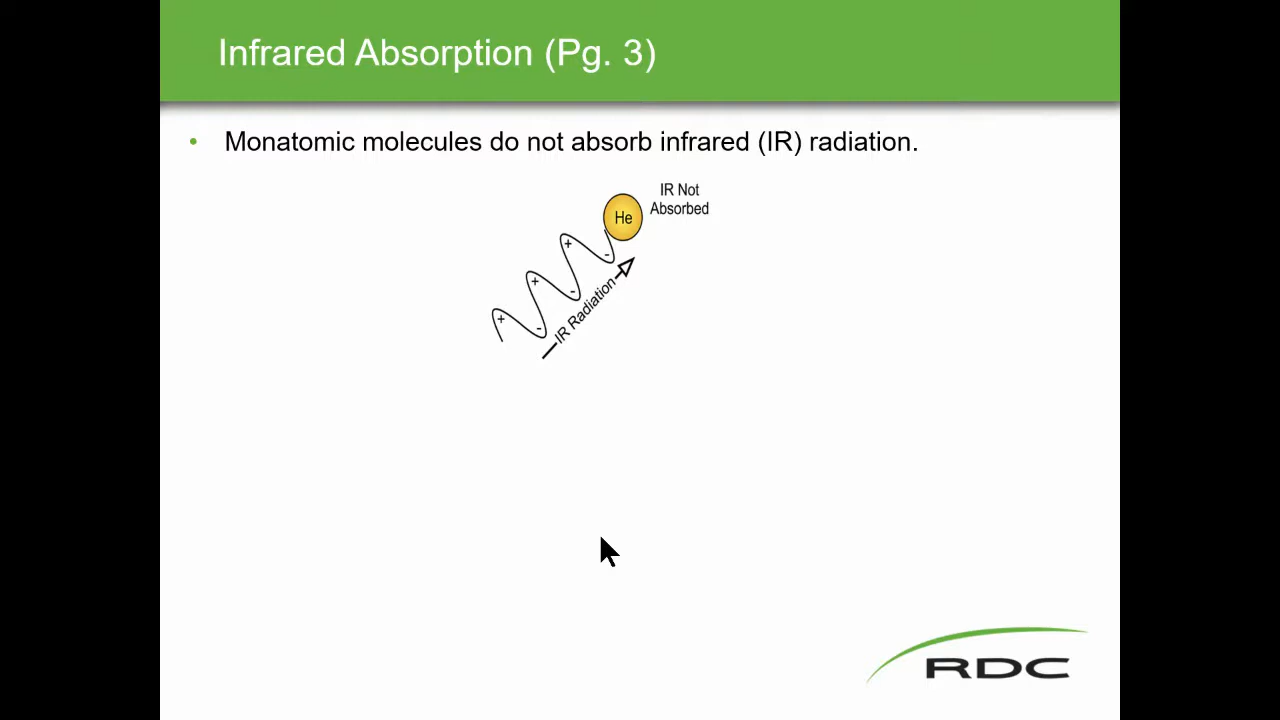 Infrared Absorption (Pg. 3)
• Monatomic molecules do not absorb infrared (IR) radiation.
IR Not
Absorbed
He
+
+
+
-
-
-
IR Radiation
RDC